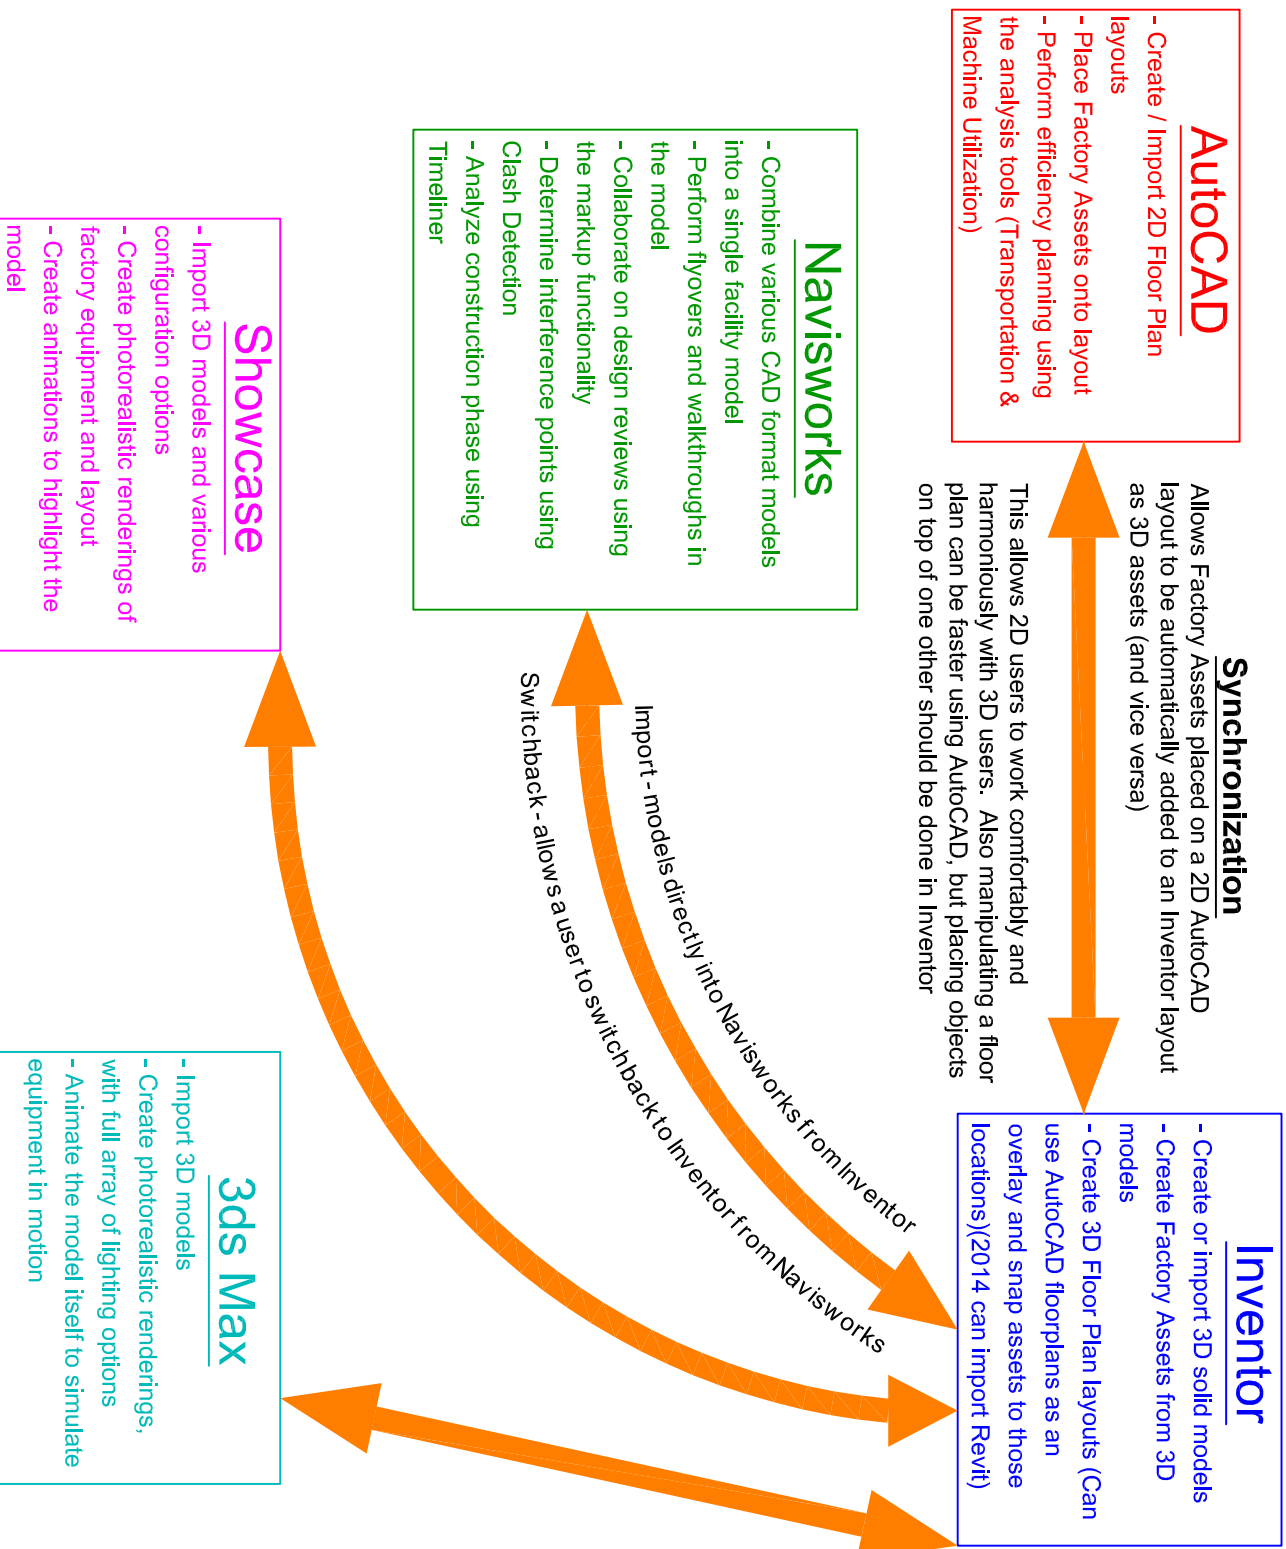 AutoCAD
- Create / Import 2D Floor Plan
layouts
- Place Factory Assets onto layout
- Perform efficiency planning using
the analysis tools (Transportation &
Machine Utilization)
Synchronization
Allows Factory Assets placed on a 2D AutoCAD
layout to be automatically added to an Inventor layout
as 3D assets (and vice versa)
This allows 2D users to work comfortably and
harmoniously with 3D users. Also manipulating a floor
plan can be faster using AutoCAD, but placing objects
on top of one other should be done in Inventor
Inventor
- Create or import 3D solid models
- Create Factory Assets from 3D
models
- Create 3D Floor Plan layouts (Can
use AutoCAD floorplans as an
overlay and snap assets to those
locations)(2014 can import Revit)
Navisworks
- Combine various CAD format models
into a single facility model
- Perform flyovers and walkthroughs in
the model
- Collaborate on design reviews using
the markup functionality
- Determine interference points using
Clash Detection
- Analyze construction phase using
Timeliner
Import - models directly into Navisworks from Inventor
Switchback - allows a user to switchback to Inventor from Navisworks
Showcase
- Import 3D models and various
configuration options
- Create photorealistic renderings of
factory equipment and layout
- Create animations to highlight the
model
3ds Max
- Import 3D models
- Create photorealistic renderings,
with full array of lighting options
- Animate the model itself to simulate
equipment in motion